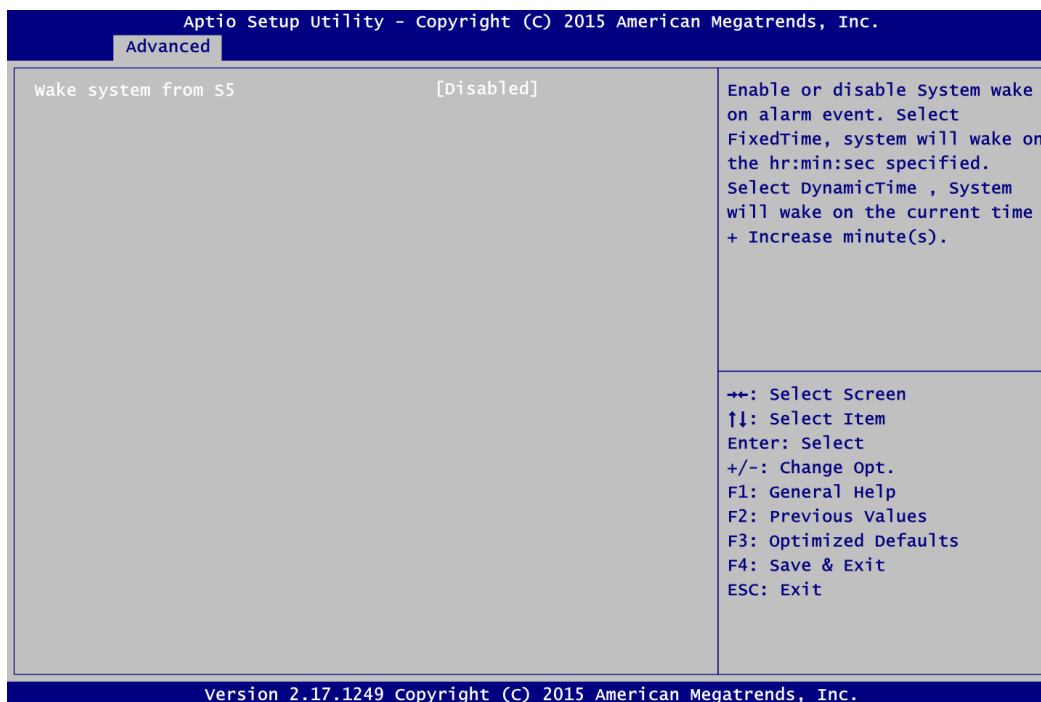 Aptio Setup Utility – Copyright (C) 2015 American Megatrends, Inc.
Advanced
Wake system from S5 [Disabled]
Enable or disable System wake
on alarm event. Select
FixedTime, system will wake on
the hr:min:sec specified.
Select DynamicTime , System
will wake on the current time
+ Increase minute(s).
→←: Select Screen
↑↓: Select Item
Enter: Select
+/-: Change Opt.
F1: General Help
F2: Previous Values
F3: Optimized Defaults
F4: Save & Exit
ESC: Exit
Version 2.17.1249 Copyright (C) 2015 American Megatrends, Inc.